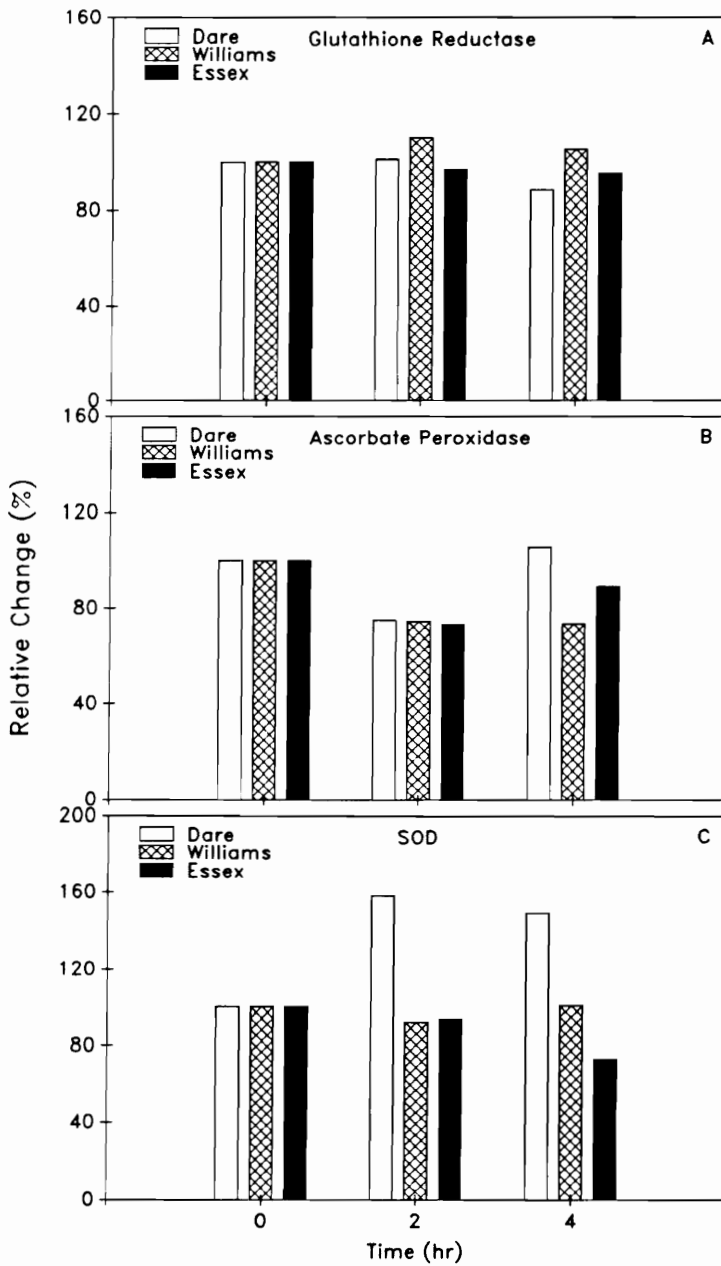 160
Dare
Glutathione Reductase
A
Williams
Essex
120
80
40
0
160
Dare
Ascorbate Peroxidase
B
Williams
Essex
120
80
40
0
Relative Change (%)
200
Dare
SOD
C
Williams
Essex
160
120
80
40
0
0 2 4
Time (hr)